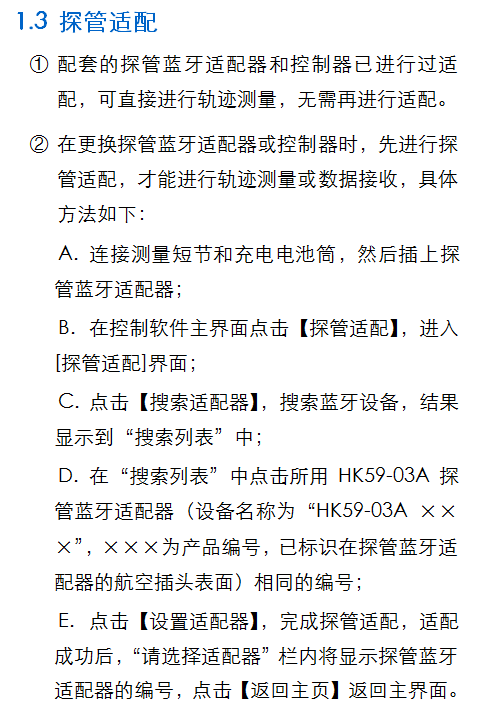 1.3 探管适配
① 配套的探管蓝牙适配器和控制器已进行过适
配，可直接进行轨迹测量，无需再进行适配。
② 在更换探管蓝牙适配器或控制器时，先进行探
管适配，才能进行轨迹测量或数据接收，具体
方法如下：
A. 连接测量短节和充电电池筒，然后插上探
管蓝牙适配器；
B. 在控制软件主界面点击【探管适配】，进入
[探管适配]界面；
C. 点击【搜索适配器】，搜索蓝牙设备，结果
显示到“搜索列表”中；
D. 在“搜索列表”中点击所用 HK59-03A 探
管蓝牙适配器（设备名称为“HK59-03A ××
×”，×××为产品编号，已标识在探管蓝牙适
配器的航空插头表面）相同的编号；
E. 点击【设置适配器】，完成探管适配，适配
成功后，“请选择适配器”栏内将显示探管蓝牙
适配器的编号，点击【返回主页】返回主界面。